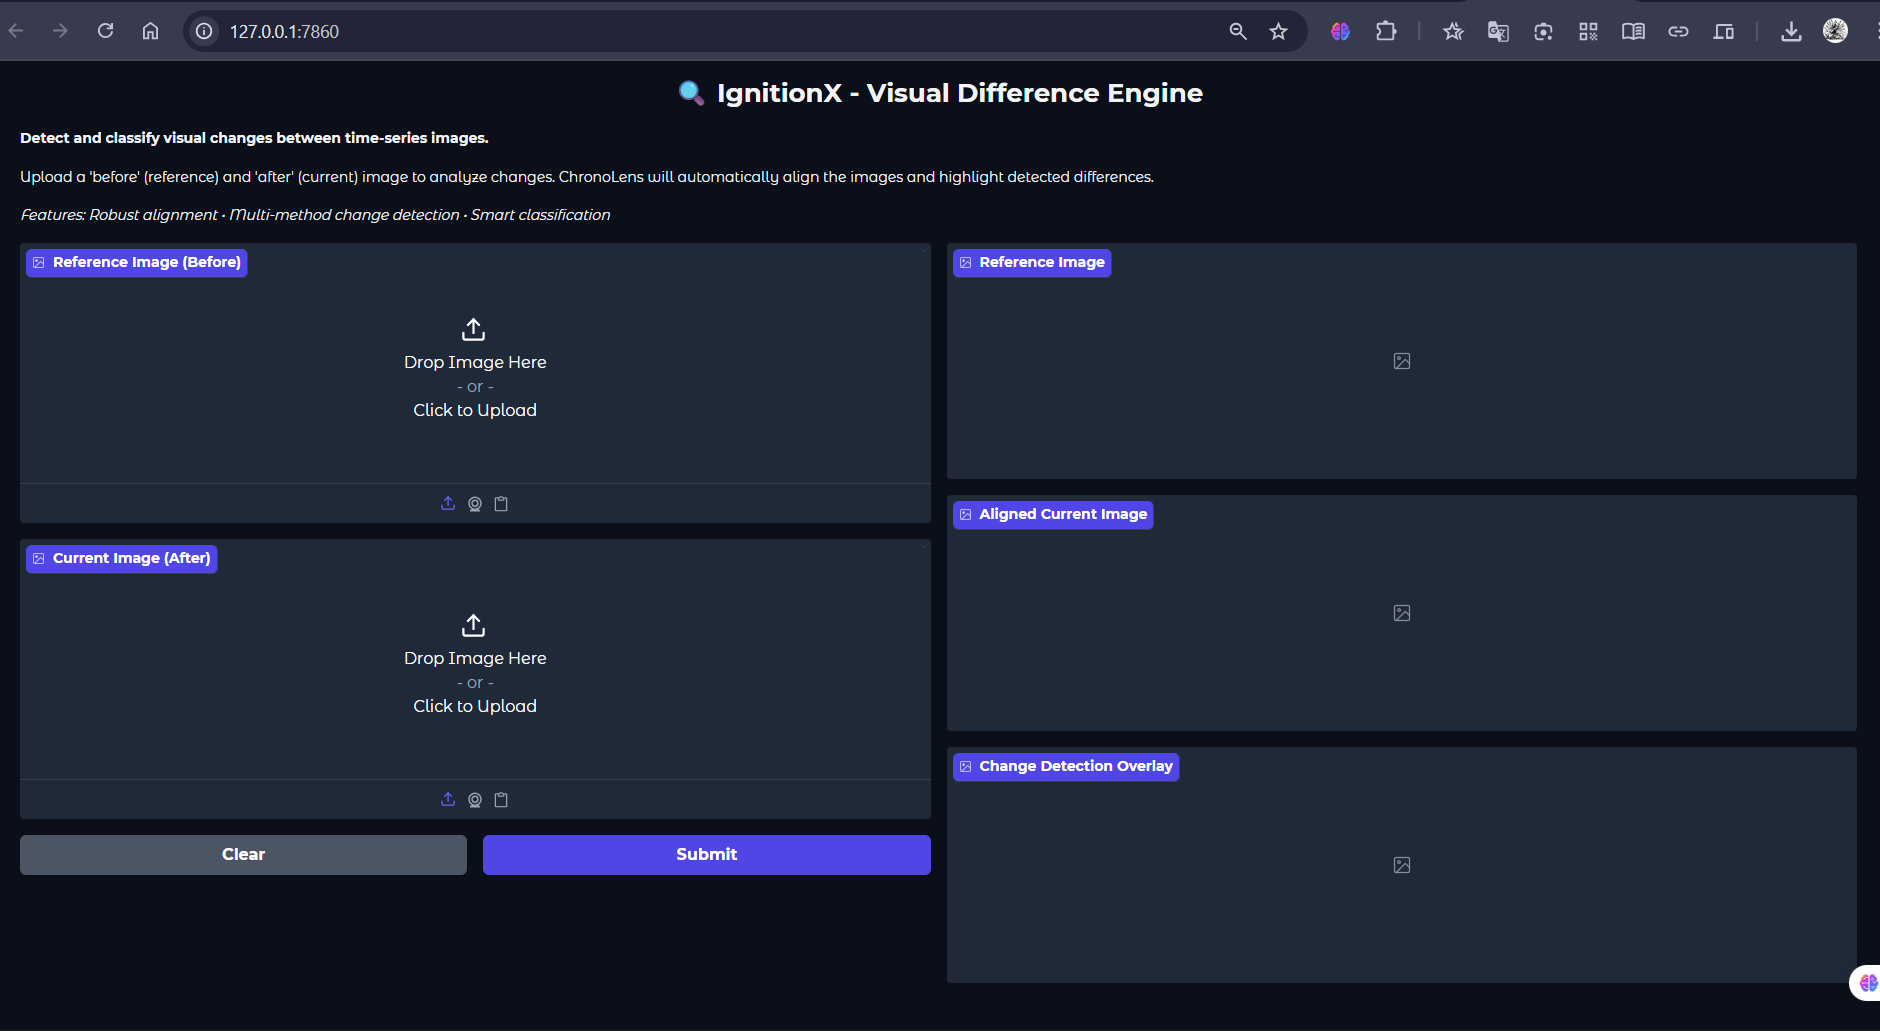 127.0.0.1:7860
IgnitionX - Visual Difference Engine
Detect and classify visual changes between time-series images.
Upload a 'before' (reference) and 'after' (current) image to analyze changes. ChronoLens will automatically align the images and highlight detected differences.
Features: Robust alignment • Multi-method change detection • Smart classification
Reference Image (Before)
Drop Image Here
- or -
Click to Upload
Current Image (After)
Drop Image Here
- or -
Click to Upload
Clear
Submit
Reference Image
Aligned Current Image
Change Detection Overlay